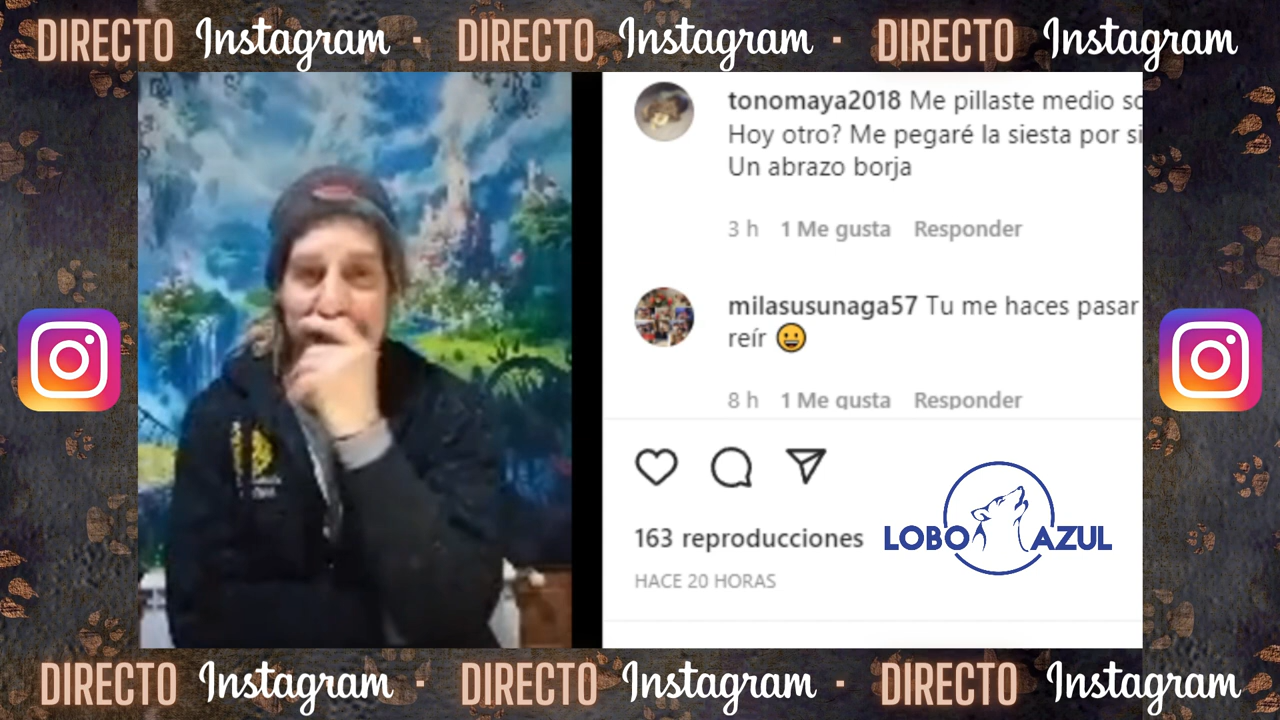 DIRECTO Instagram · DIRECTO Instagram · DIRECTO Instagram
tonomaya2018 Me pillaste medio
Hoy otro? Me pegaré la siesta por si
Un abrazo borja
3 h 1 Me gusta Responder
milasusunaga57 Tu me haces pasar
reír 😀
8 h 1 Me gusta Responder
163 reproducciones
HACE 20 HORAS
LOBO AZUL
DIRECTO Instagram · DIRECTO Instagram · DIRECTO Instagram